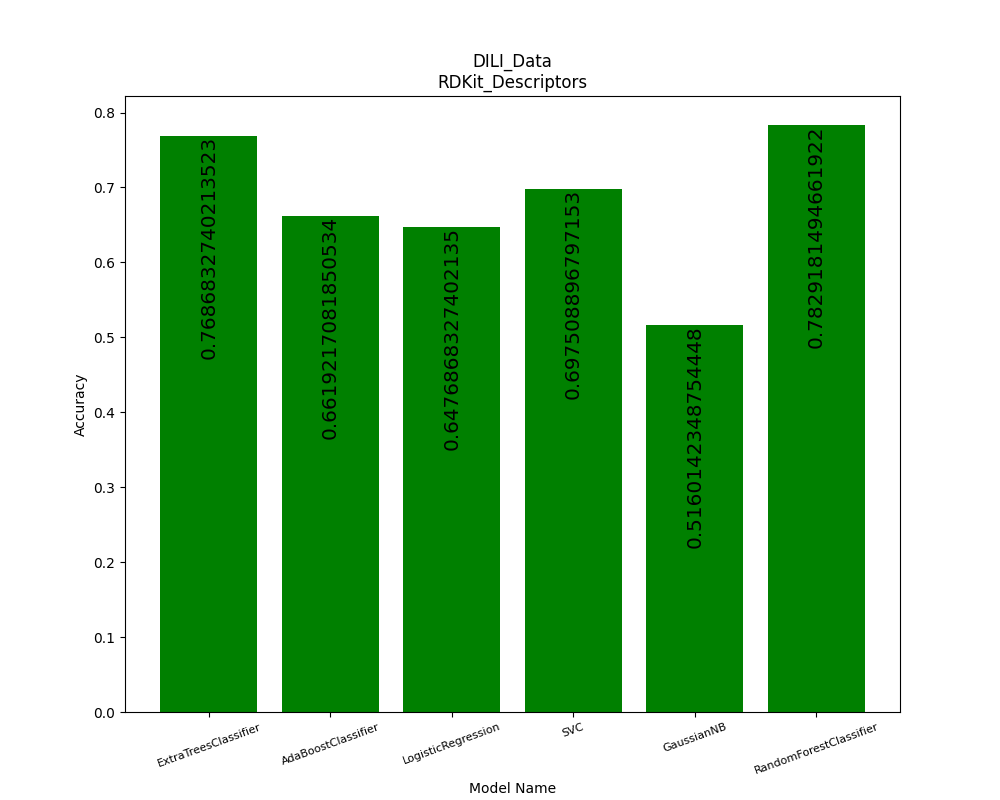 DILI_Data
RDKit_Descriptors
Accuracy
0.8
0.7
0.6
0.5
0.4
0.3
0.2
0.1
0.0
0.7686832740213523
0.6619217081850534
0.6476868327402135
0.697508896797153
0.5160142348754448
0.7829181494661922
ExtraTreesClassifier
AdaBoostClassifier
LogisticRegression
SVC
GaussianNB
RandomForestClassifier
Model Name